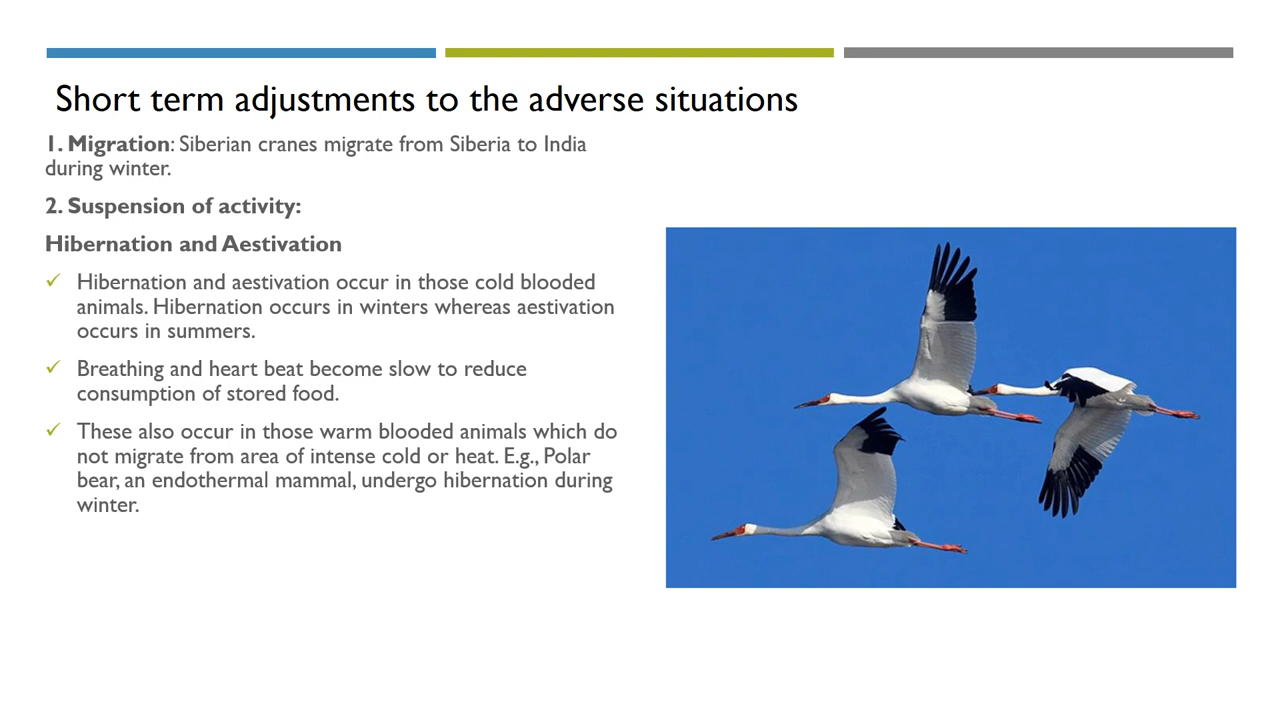 Short term adjustments to the adverse situations
1. Migration: Siberian cranes migrate from Siberia to India
during winter.
2. Suspension of activity:
Hibernation and Aestivation
✓ Hibernation and aestivation occur in those cold blooded
animals. Hibernation occurs in winters whereas aestivation
occurs in summers.
✓ Breathing and heart beat become slow to reduce
consumption of stored food.
✓ These also occur in those warm blooded animals which do
not migrate from area of intense cold or heat. E.g., Polar
bear, an endothermal mammal, undergo hibernation during
winter.